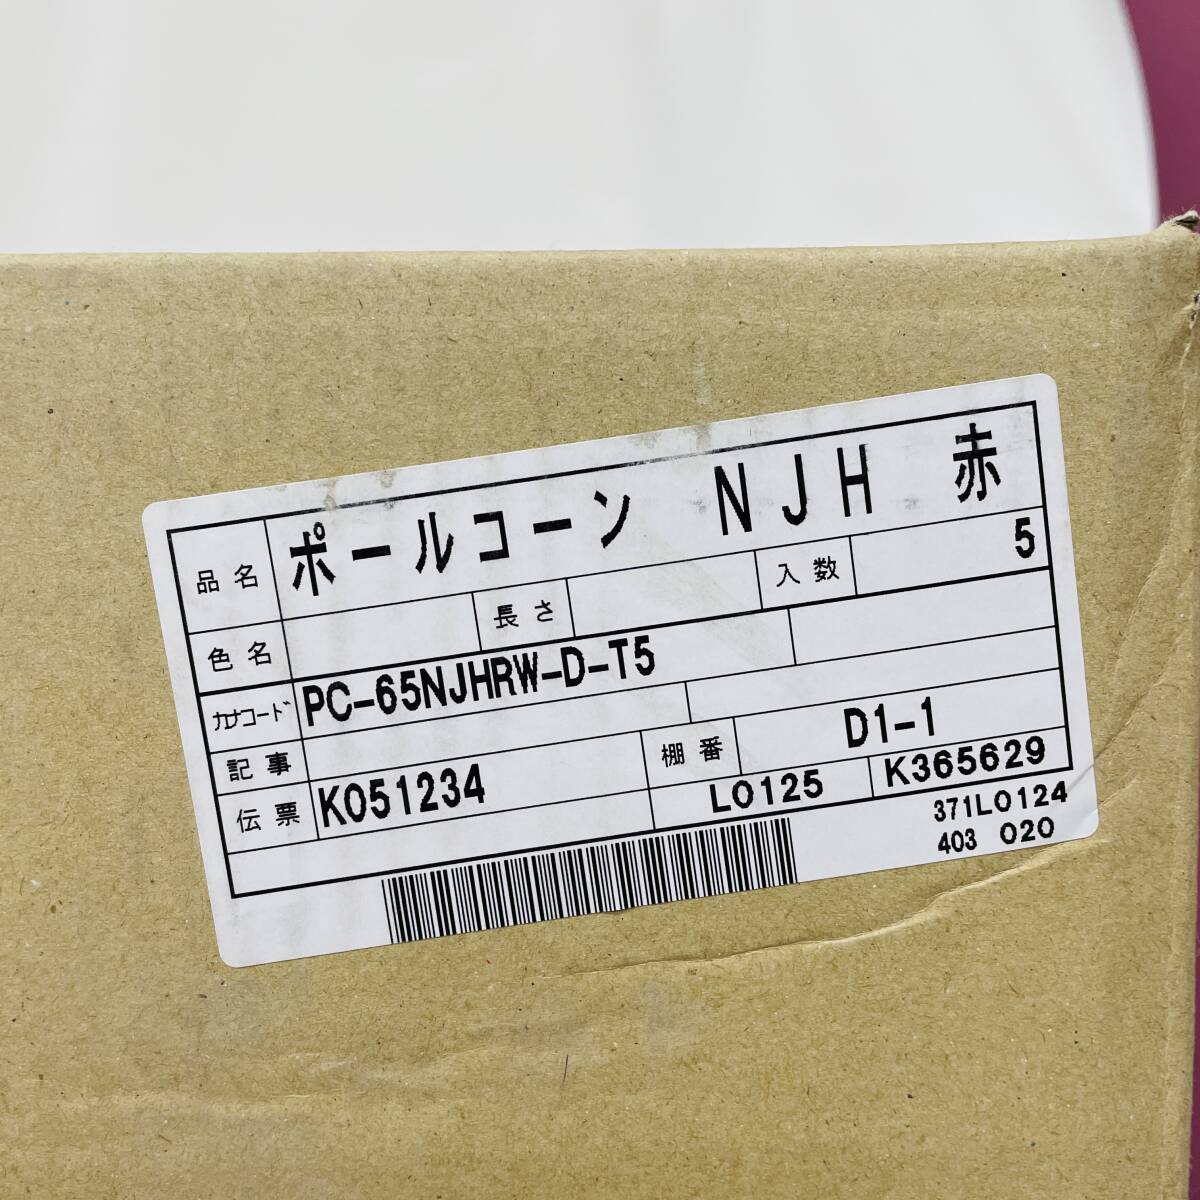 品名 ポールコーン NJH 赤
色名 長さ 入数 5
カナコード PC-65NJHRW-D-T5
記事 棚番 D1-1
伝票 K051234 L0125 K365629
371L0124
403 020